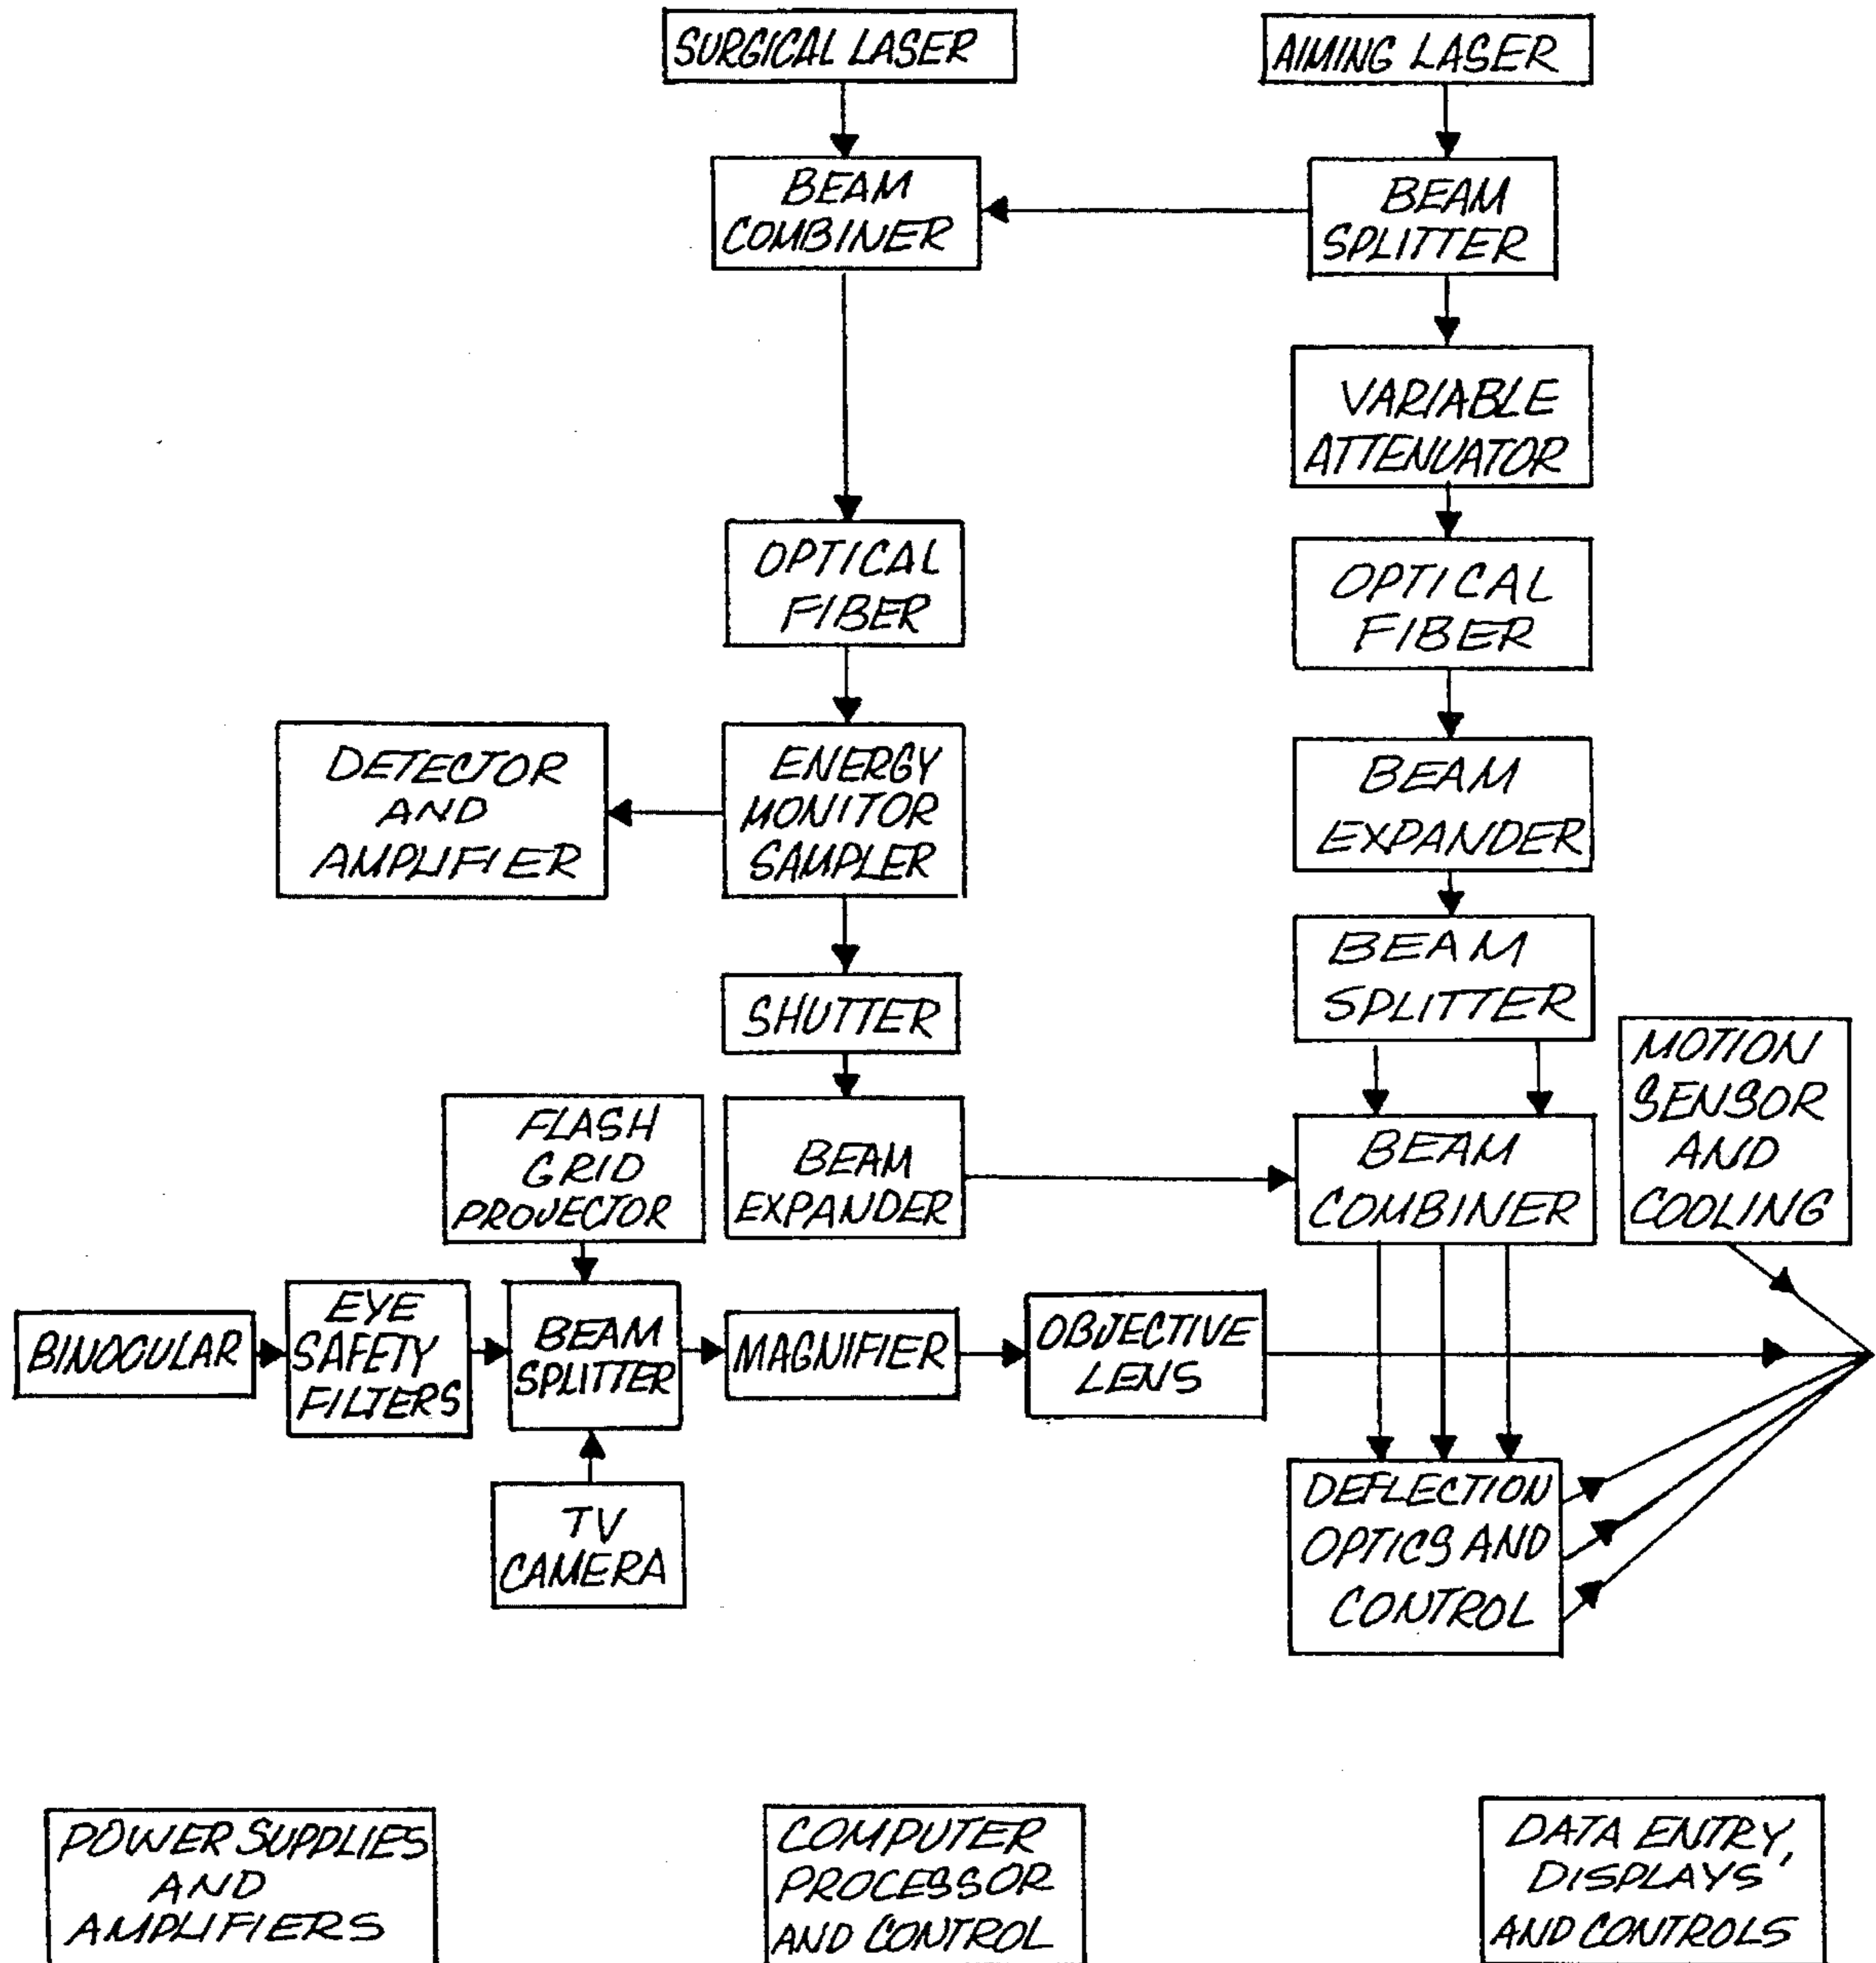 SURGICAL LASER
AIMING LASER
BEAM
COMBINER
BEAM
SPLITTER
VARIABLE
ATTENUATOR
OPTICAL
FIBER
OPTICAL
FIBER
DETECTOR
AND
AMPLIFIER
ENERGY
MONITOR
SAMPLER
BEAM
EXPANDER
BEAM
SPLITTER
SHUTTER
MOTION
SENSOR
AND
COOLING
FLASH
GRID
PROJECTOR
BEAM
EXPANDER
BEAM
COMBINER
BINOCULAR
EYE
SAFETY
FILTERS
BEAM
SPLITTER
MAGNIFIER
OBJECTIVE
LENS
TV
CAMERA
DEFLECTION
OPTICS AND
CONTROL
POWER SUPPLIES
AND
AMPLIFIERS
COMPUTER
PROCESSOR
AND CONTROL
DATA ENTRY,
DISPLAYS
AND CONTROLS